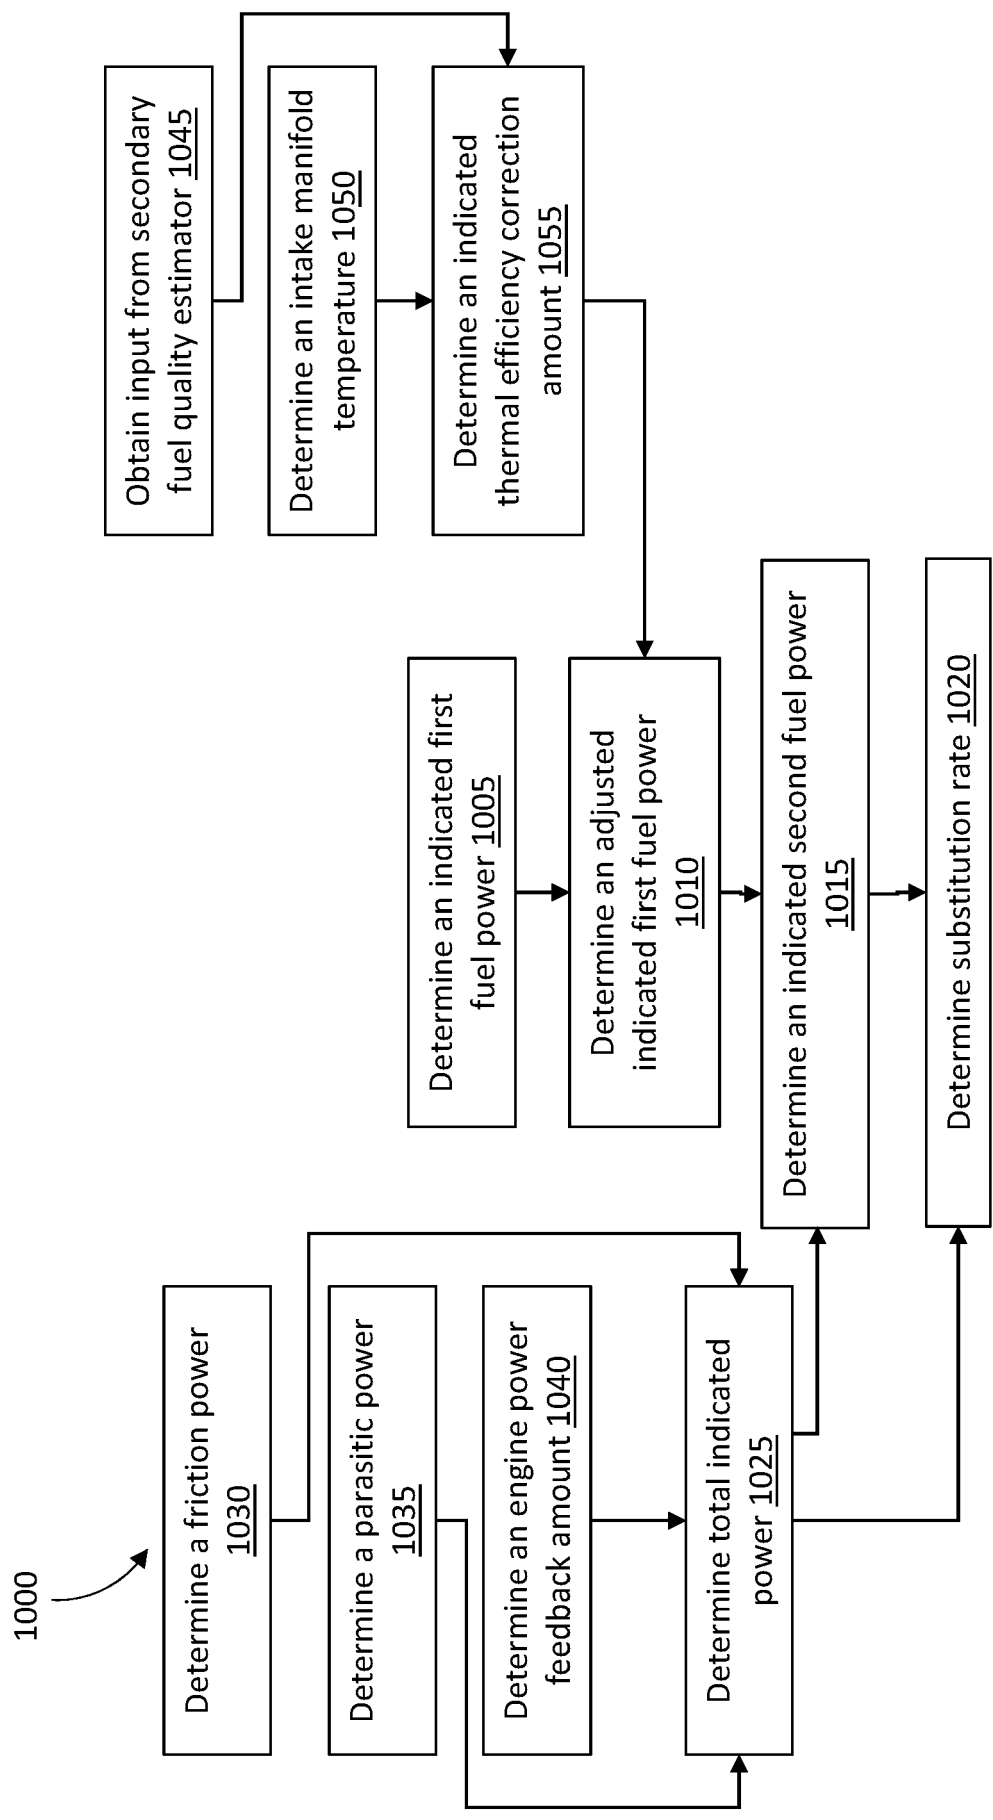 1000
Determine a friction power
1030
Determine a parasitic power
1035
Determine an engine power
feedback amount 1040
Determine total indicated
power 1025
Determine an indicated first
fuel power 1005
Determine an adjusted
indicated first fuel power
1010
Determine an indicated second fuel power
1015
Determine substitution rate 1020
Obtain input from secondary
fuel quality estimator 1045
Determine an intake manifold
temperature 1050
Determine an indicated
thermal efficiency correction
amount 1055